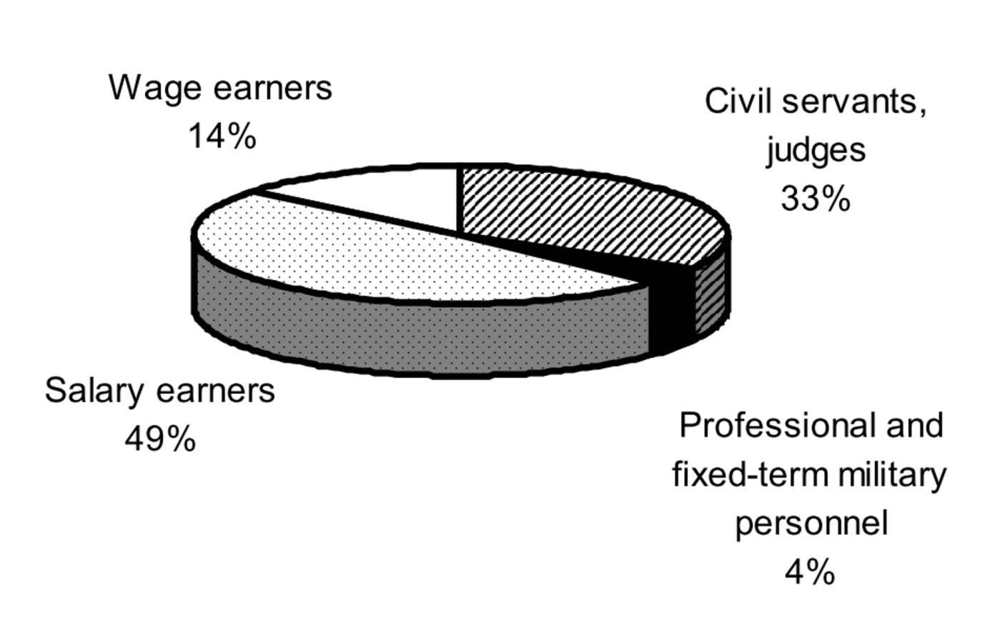 Wage earners
14%
Civil servants,
judges
33%
Salary earners
49%
Professional and
fixed-term military
personnel
4%